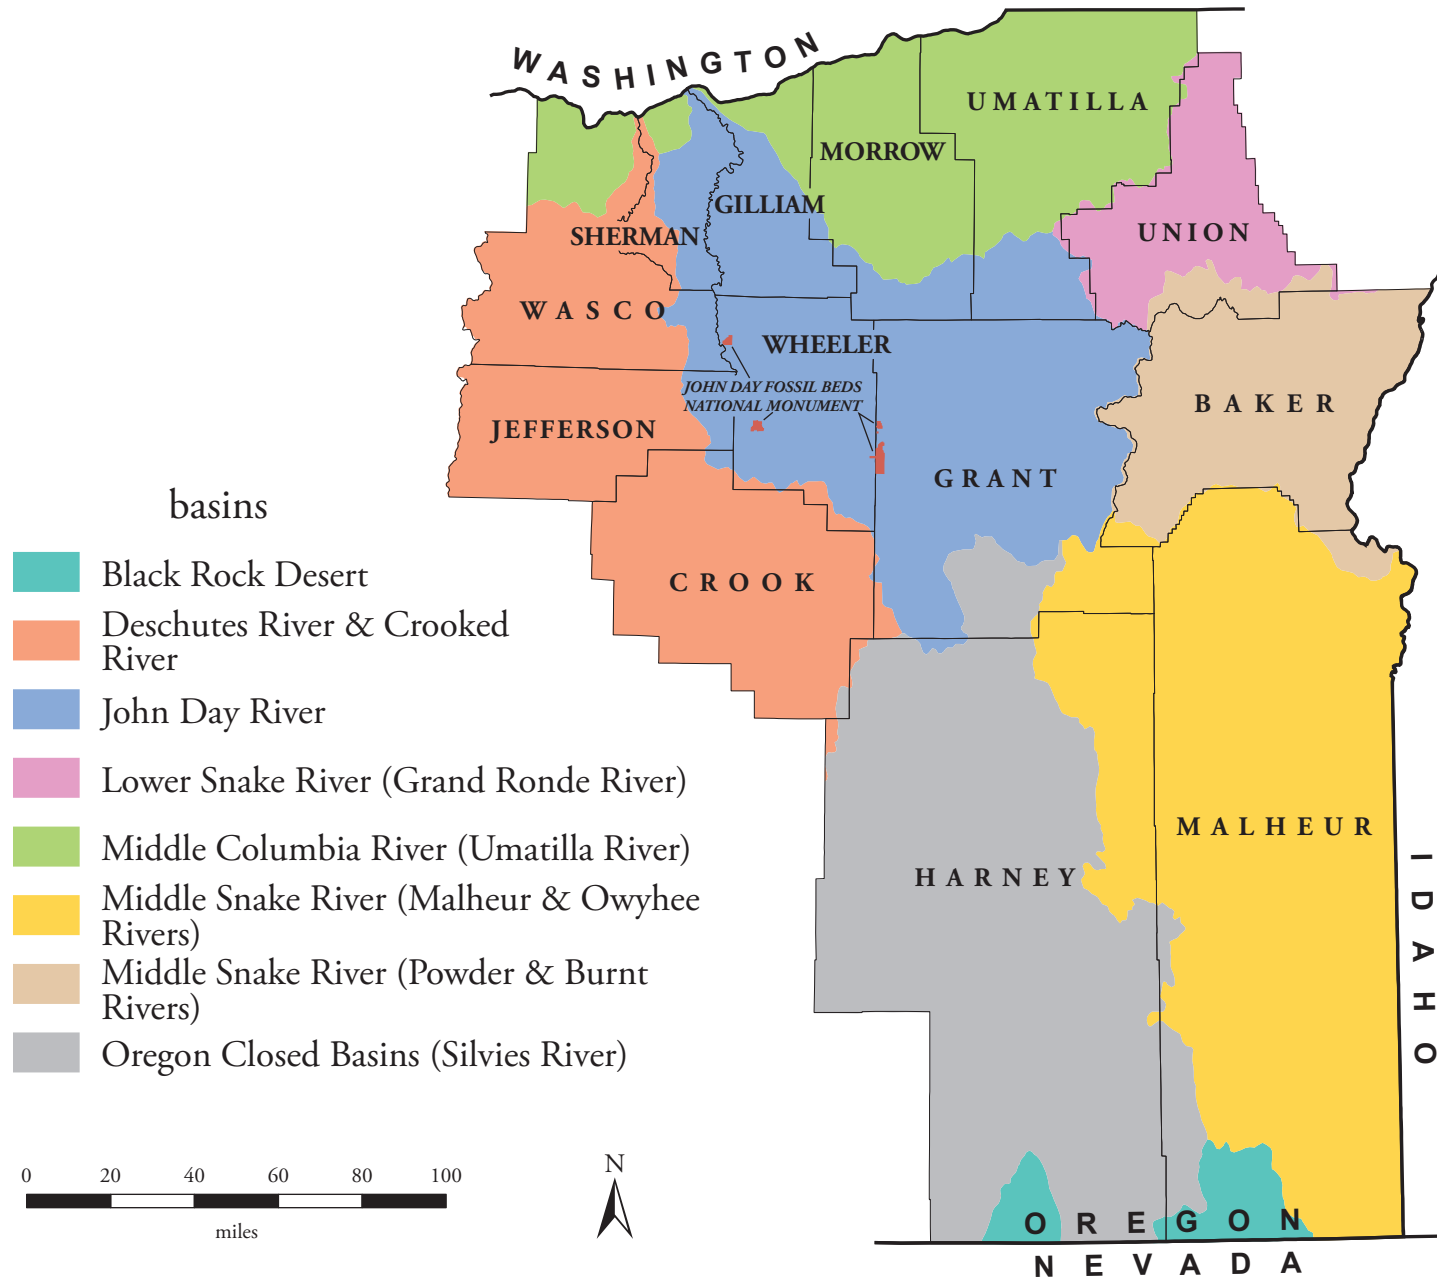 WASHINGTON
UMATILLA
MORROW
GILLIAM
UNION
SHERMAN
WASCO
WHEELER
JOHN DAY FOSSIL BEDS
NATIONAL MONUMENT
BAKER
JEFFERSON
GRANT
CROOK
MALHEUR
HARNEY
IDAHO
OREGON
NEVADA
basins
Black Rock Desert
Deschutes River & Crooked
River
John Day River
Lower Snake River (Grand Ronde River)
Middle Columbia River (Umatilla River)
Middle Snake River (Malheur & Owyhee
Rivers)
Middle Snake River (Powder & Burnt
Rivers)
Oregon Closed Basins (Silvies River)
0 20 40 60 80 100
miles
N